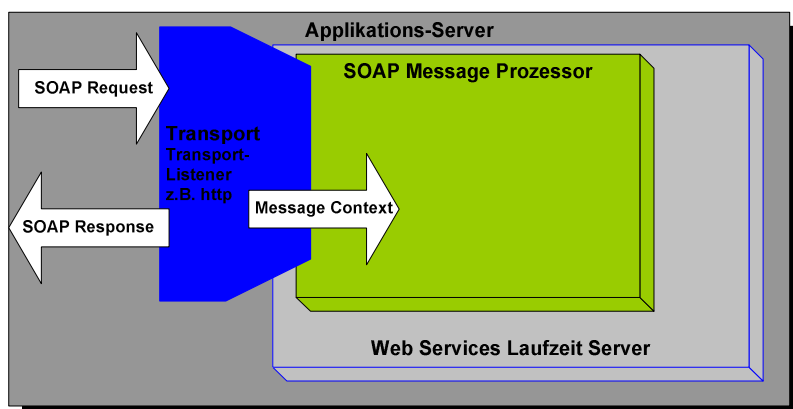 Applikations-Server
SOAP Message Prozessor
SOAP Request
Transport
Transport-
Listener
z.B. http
Message Context
SOAP Response
Web Services Laufzeit Server